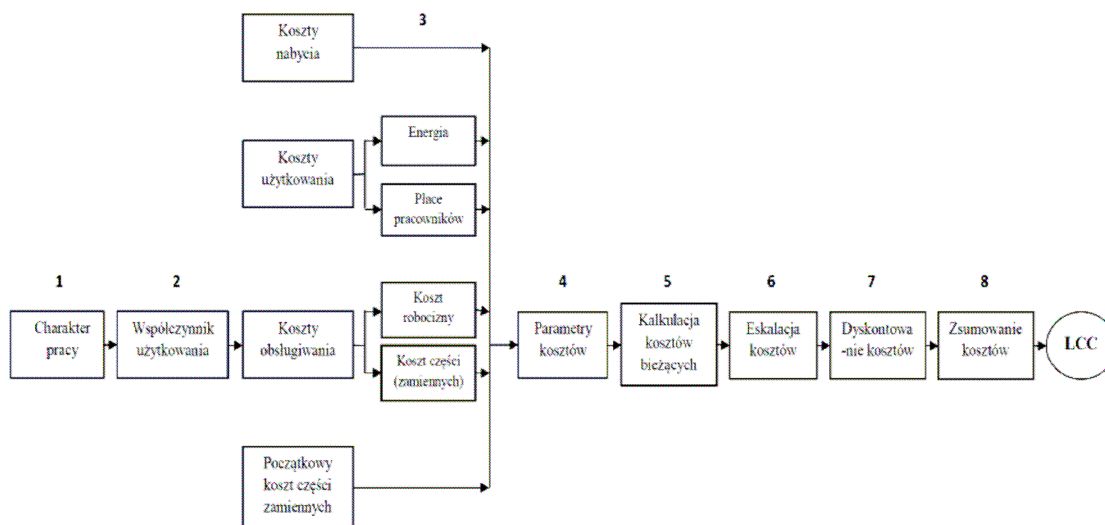 3
Koszty
nabycia
Koszty
użytkowania
Energia
Płace
pracowników
1
2
Charakter
pracy
Współczynnik
użytkowania
Koszty
obsługiwania
Koszt
robocizny
Koszt części
(zamiennych)
Początkowy
koszt części
zamiennych
4
5
6
7
8
Parametry
kosztów
Kalkulacja
kosztów
bieżących
Eskalacja
kosztów
Dyskontowa
-nie kosztów
Zsumowanie
kosztów
LCC